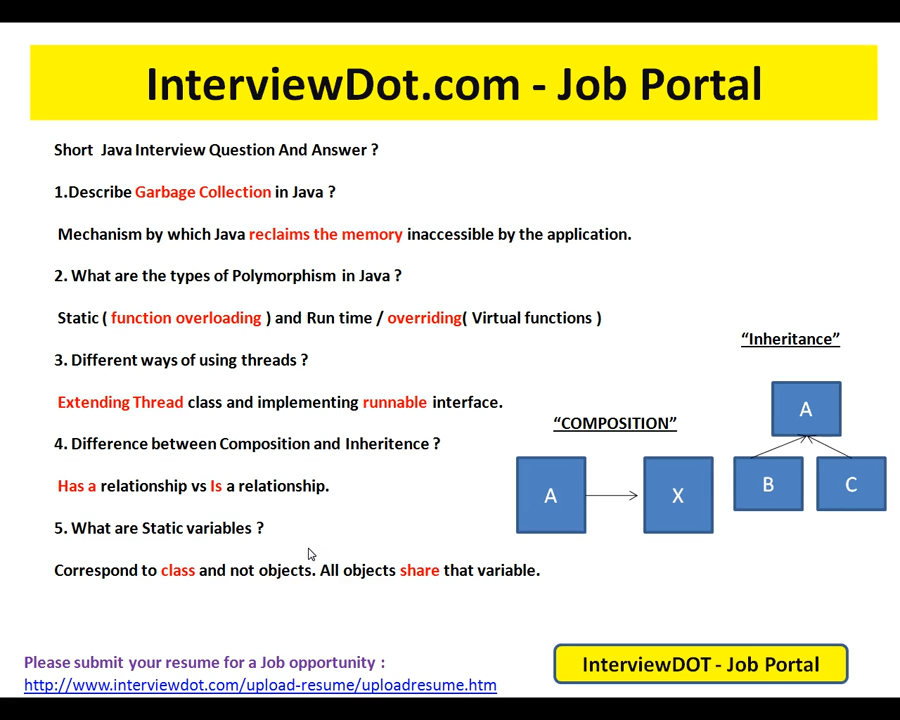 InterviewDot.com - Job Portal
Short Java Interview Question And Answer ?
1.Describe Garbage Collection in Java ?
Mechanism by which Java reclaims the memory inaccessible by the application.
2. What are the types of Polymorphism in Java ?
Static ( function overloading ) and Run time / overriding( Virtual functions )
3. Different ways of using threads ?
Extending Thread class and implementing runnable interface.
4. Difference between Composition and Inheritence ?
Has a relationship vs Is a relationship.
5. What are Static variables ?
Correspond to class and not objects. All objects share that variable.
“COMPOSITION”
A
X
“Inheritance”
A
B
C
Please submit your resume for a Job opportunity :
http://www.interviewdot.com/upload-resume/uploadresume.htm
InterviewDOT - Job Portal